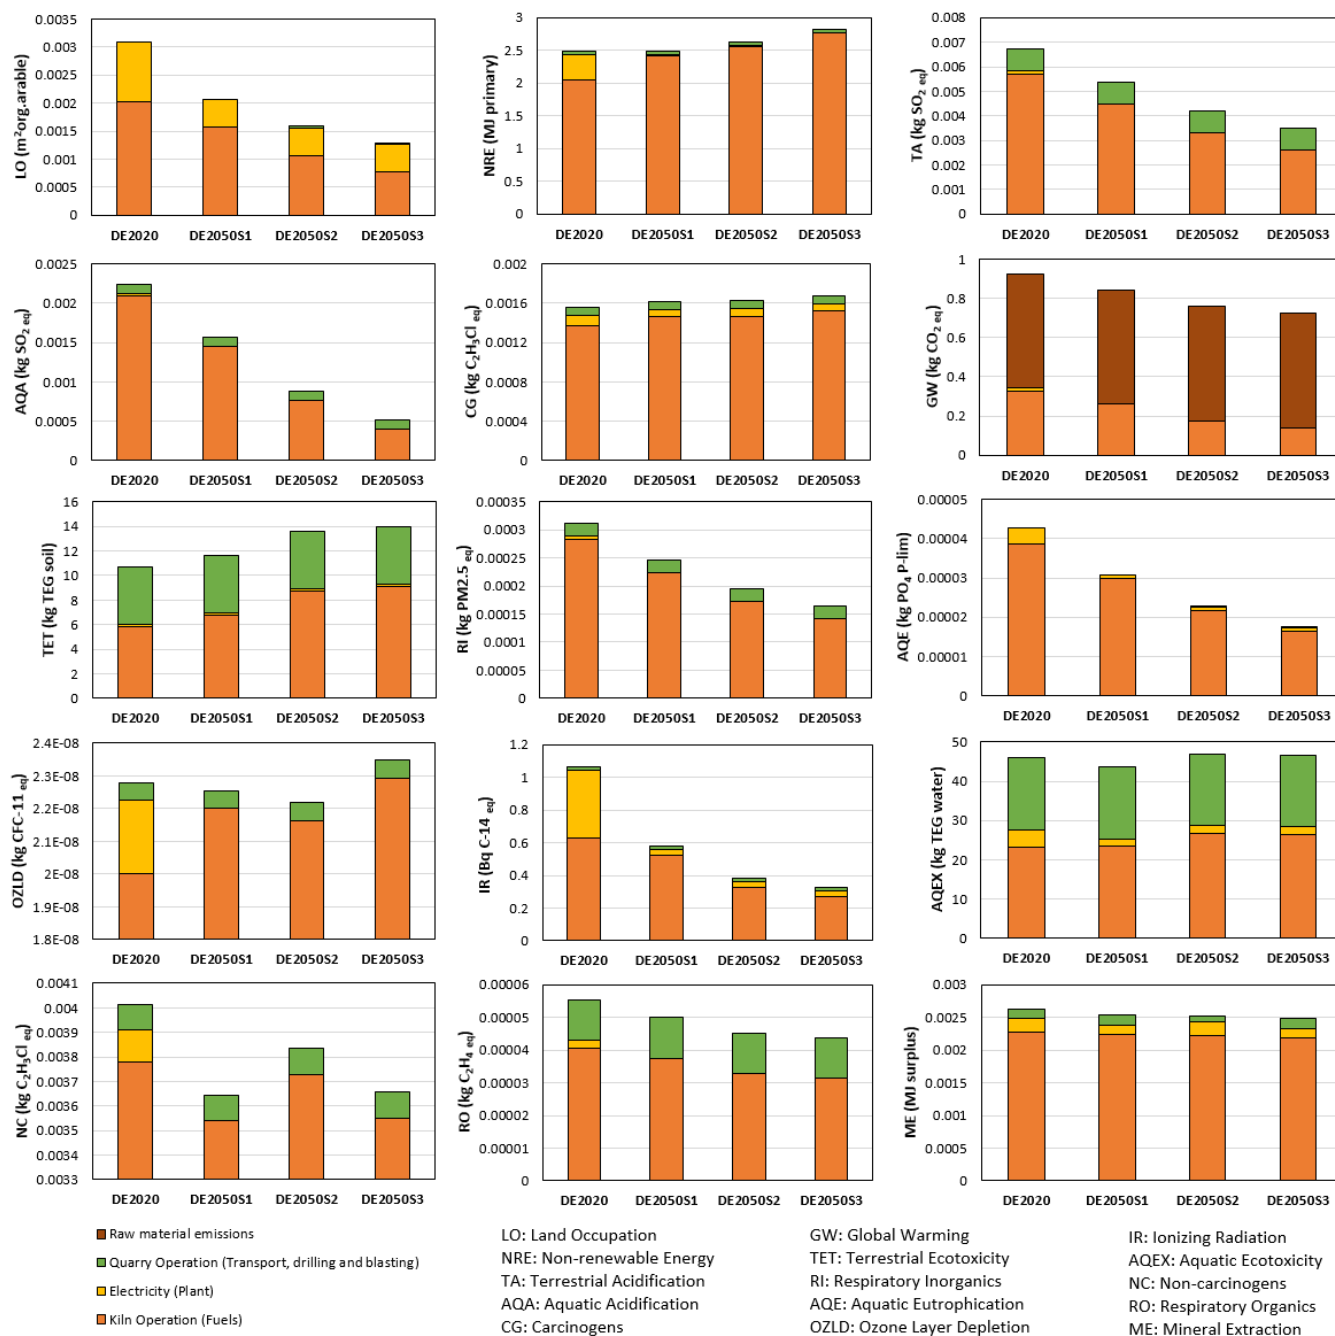 LO (m²org.arable)
0.0035
0.003
0.0025
0.002
0.0015
0.001
0.0005
0
DE2020 DE2050S1 DE2050S2 DE2050S3
NRE (MJ primary)
3
2.5
2
1.5
1
0.5
0
DE2020 DE2050S1 DE2050S2 DE2050S3
TA (kg SO₂ eq)
0.008
0.007
0.006
0.005
0.004
0.003
0.002
0.001
0
DE2020 DE2050S1 DE2050S2 DE2050S3
AQA (kg SO₂ eq)
0.0025
0.002
0.0015
0.001
0.0005
0
DE2020 DE2050S1 DE2050S2 DE2050S3
CG (kg C₂H₃Cl eq)
0.002
0.0016
0.0012
0.0008
0.0004
0
DE2020 DE2050S1 DE2050S2 DE2050S3
GW (kg CO₂ eq)
1
0.8
0.6
0.4
0.2
0
DE2020 DE2050S1 DE2050S2 DE2050S3
TET (kg TEG soil)
16
14
12
10
8
6
4
2
0
DE2020 DE2050S1 DE2050S2 DE2050S3
RI (kg PM2.5 eq)
0.00035
0.0003
0.00025
0.0002
0.00015
0.0001
0.00005
0
DE2020 DE2050S1 DE2050S2 DE2050S3
AQE (kg PO₄ P-lim)
0.00005
0.00004
0.00003
0.00002
0.00001
0
DE2020 DE2050S1 DE2050S2 DE2050S3
OZLD (kg CFC-11 eq)
2.4E-08
2.3E-08
2.2E-08
2.1E-08
2E-08
1.9E-08
1.8E-08
DE2020 DE2050S1 DE2050S2 DE2050S3
IR (Bq C-14 eq)
1.2
1
0.8
0.6
0.4
0.2
0
DE2020 DE2050S1 DE2050S2 DE2050S3
AQEX (kg TEG water)
50
40
30
20
10
0
DE2020 DE2050S1 DE2050S2 DE2050S3
NC (kg C₂H₃Cl eq)
0.0041
0.004
0.0039
0.0038
0.0037
0.0036
0.0035
0.0034
0.0033
DE2020 DE2050S1 DE2050S2 DE2050S3
RO (kg C₂H₄ eq)
0.00006
0.00005
0.00004
0.00003
0.00002
0.00001
0
DE2020 DE2050S1 DE2050S2 DE2050S3
ME (MJ surplus)
0.003
0.0025
0.002
0.0015
0.001
0.0005
0
DE2020 DE2050S1 DE2050S2 DE2050S3
Raw material emissions
Quarry Operation (Transport, drilling and blasting)
Electricity (Plant)
Kiln Operation (Fuels)
LO: Land Occupation
NRE: Non-renewable Energy
TA: Terrestrial Acidification
AQA: Aquatic Acidification
CG: Carcinogens
GW: Global Warming
TET: Terrestrial Ecotoxicity
RI: Respiratory Inorganics
AQE: Aquatic Eutrophication
OZLD: Ozone Layer Depletion
IR: Ionizing Radiation
AQEX: Aquatic Ecotoxicity
NC: Non-carcinogens
RO: Respiratory Organics
ME: Mineral Extraction